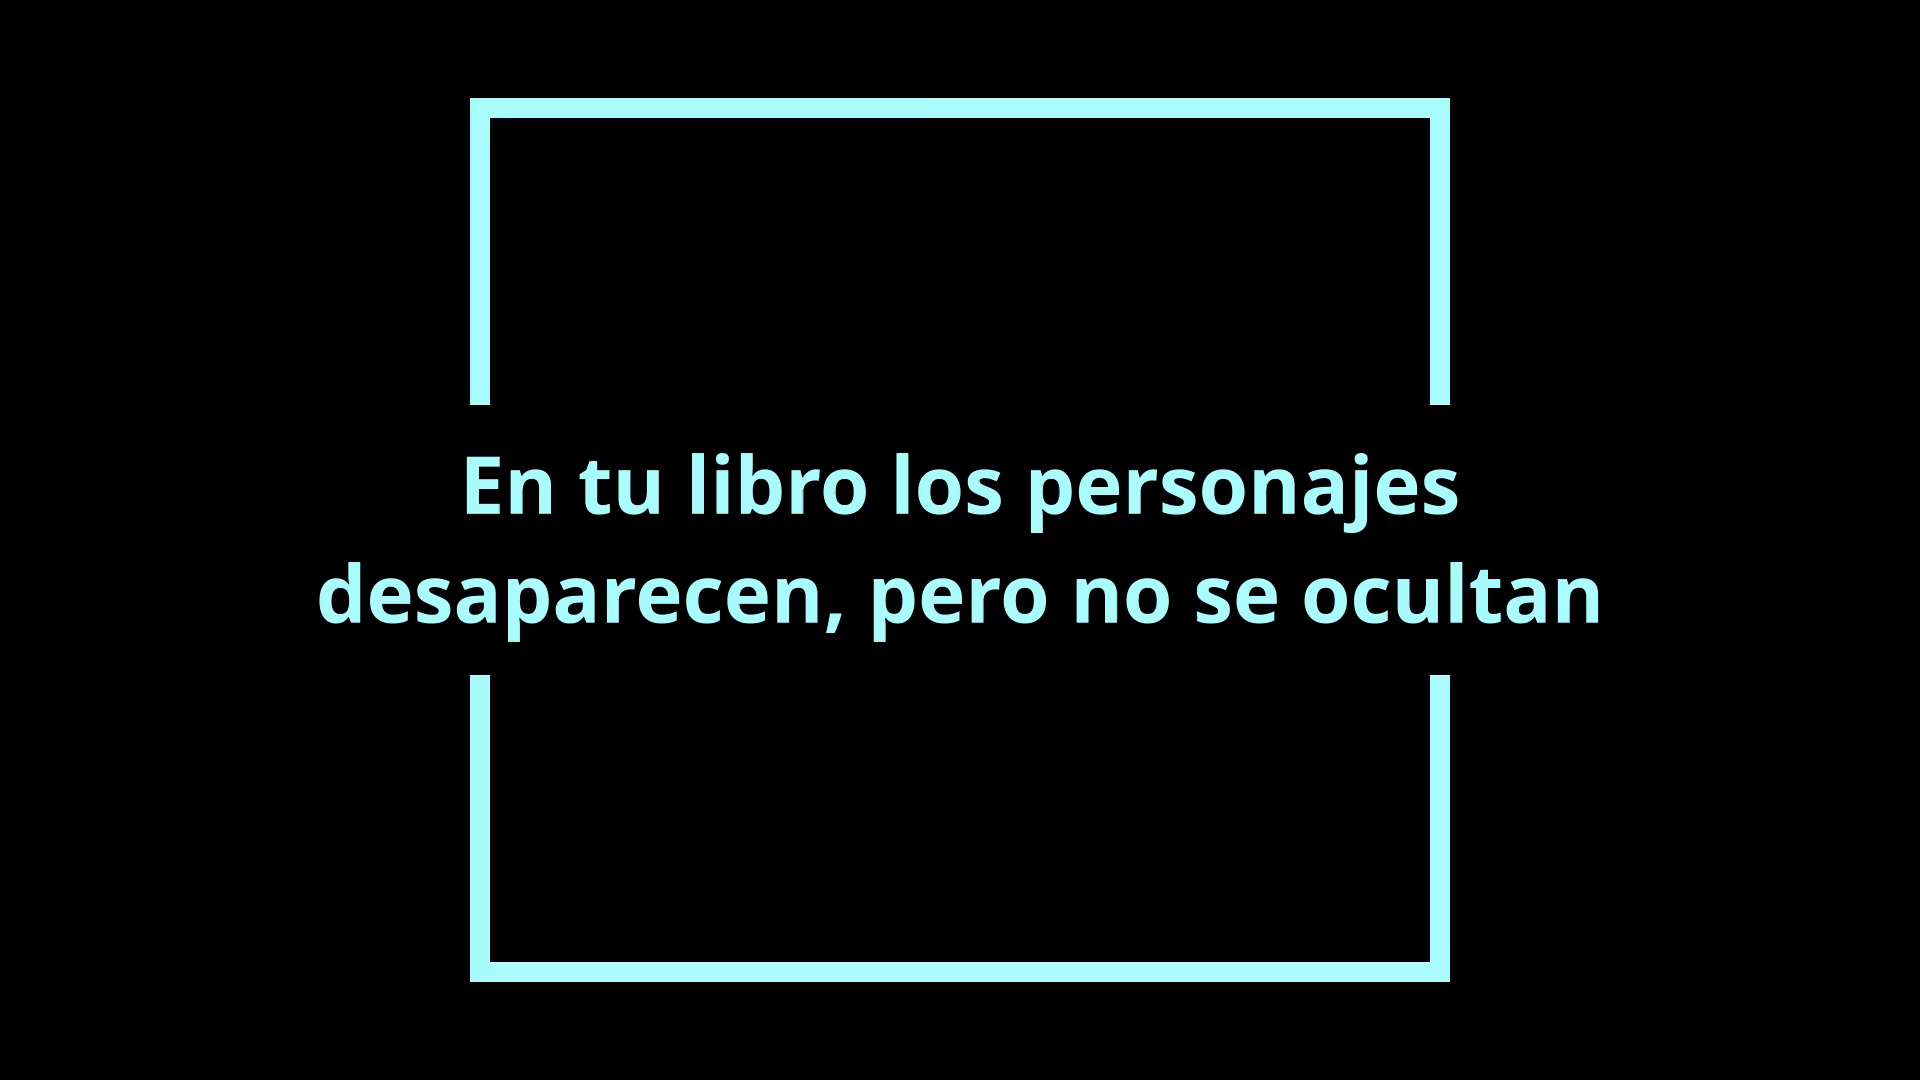 En tu libro los personajes
desaparecen, pero no se ocultan